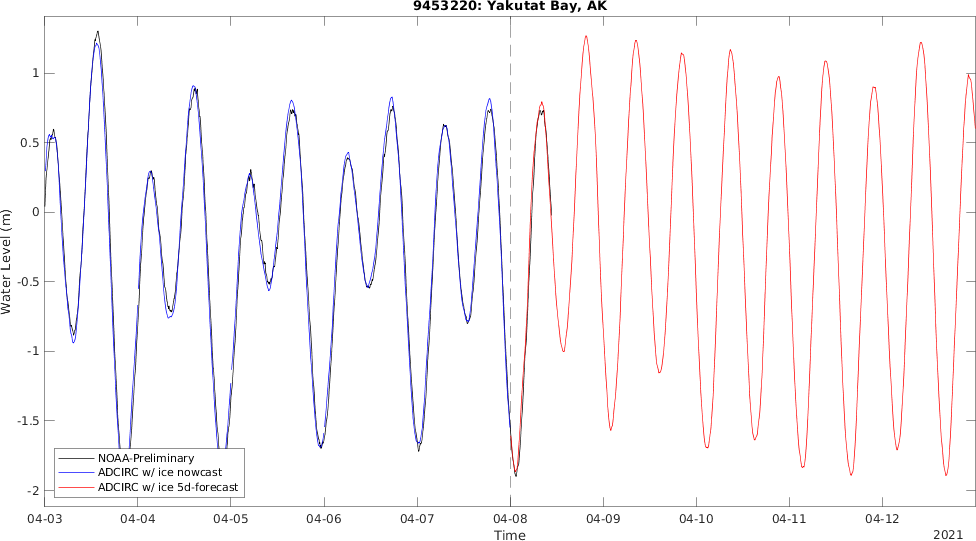 9453220: Yakutat Bay, AK
Water Level (m)
1
0.5
0
-0.5
-1
-1.5
-2
NOAA-Preliminary
ADCIRC w/ ice nowcast
ADCIRC w/ ice 5d-forecast
04-03 04-04 04-05 04-06 04-07 04-08 04-09 04-10 04-11 04-12
Time
2021